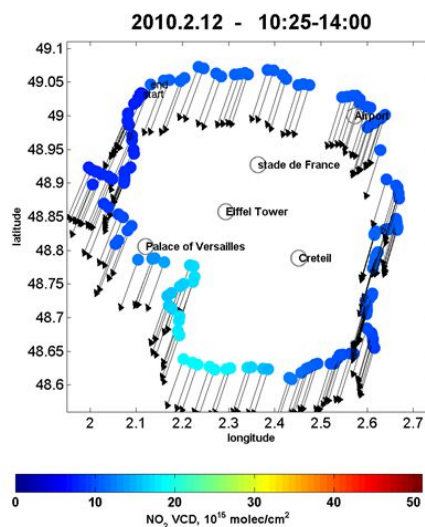 2010.2.12 - 10:25-14:00
49.1
49.05
49
48.95
48.9
48.85
48.8
48.75
48.7
48.65
48.6
latitude
end
start
Airport
stade de France
Eiffel Tower
Palace of Versailles
Creteil
2 2.1 2.2 2.3 2.4 2.5 2.6 2.7
longitude
0 10 20 30 40 50
NO2 VCD, 10^15 molec/cm^2